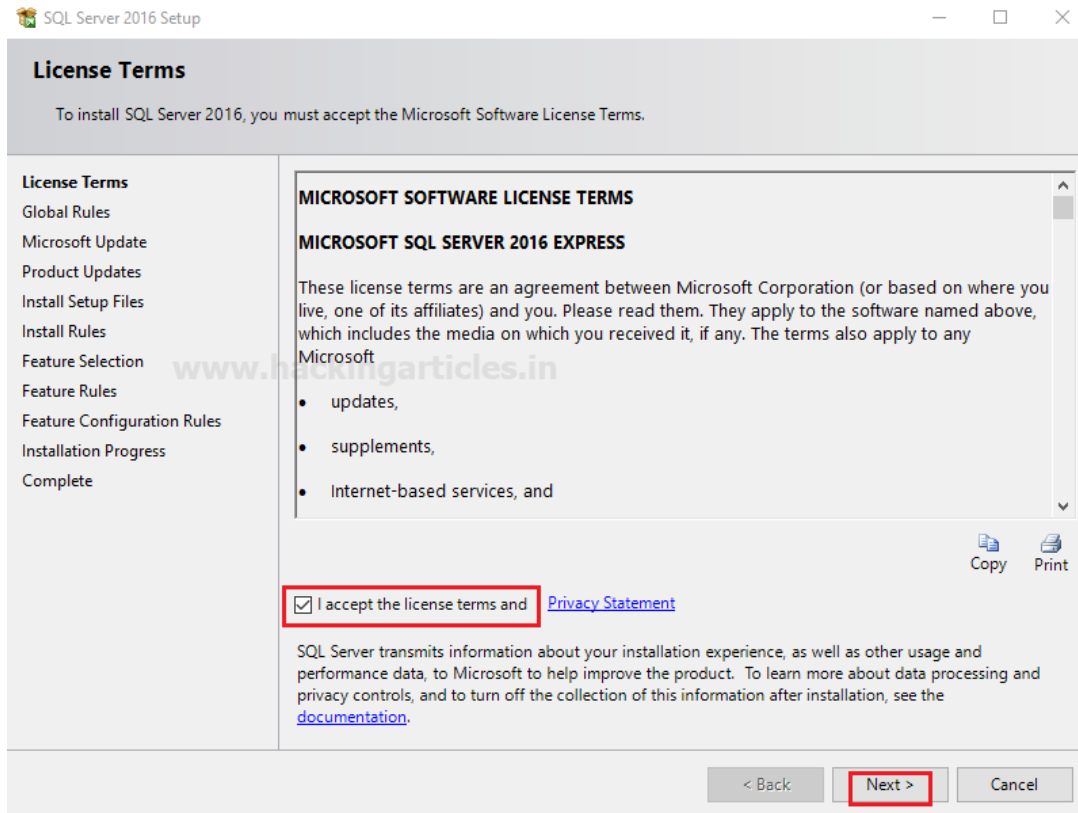 SQL Server 2016 Setup
License Terms
To install SQL Server 2016, you must accept the Microsoft Software License Terms.
License Terms
Global Rules
Microsoft Update
Product Updates
Install Setup Files
Install Rules
Feature Selection
Feature Rules
Feature Configuration Rules
Installation Progress
Complete
MICROSOFT SOFTWARE LICENSE TERMS
MICROSOFT SQL SERVER 2016 EXPRESS
These license terms are an agreement between Microsoft Corporation (or based on where you
live, one of its affiliates) and you. Please read them. They apply to the software named above,
which includes the media on which you received it, if any. The terms also apply to any
Microsoft
www.hackingarticles.in
• updates,
• supplements,
• Internet-based services, and
Copy Print
I accept the license terms and Privacy Statement
SQL Server transmits information about your installation experience, as well as other usage and
performance data, to Microsoft to help improve the product. To learn more about data processing and
privacy controls, and to turn off the collection of this information after installation, see the
documentation.
< Back Next > Cancel